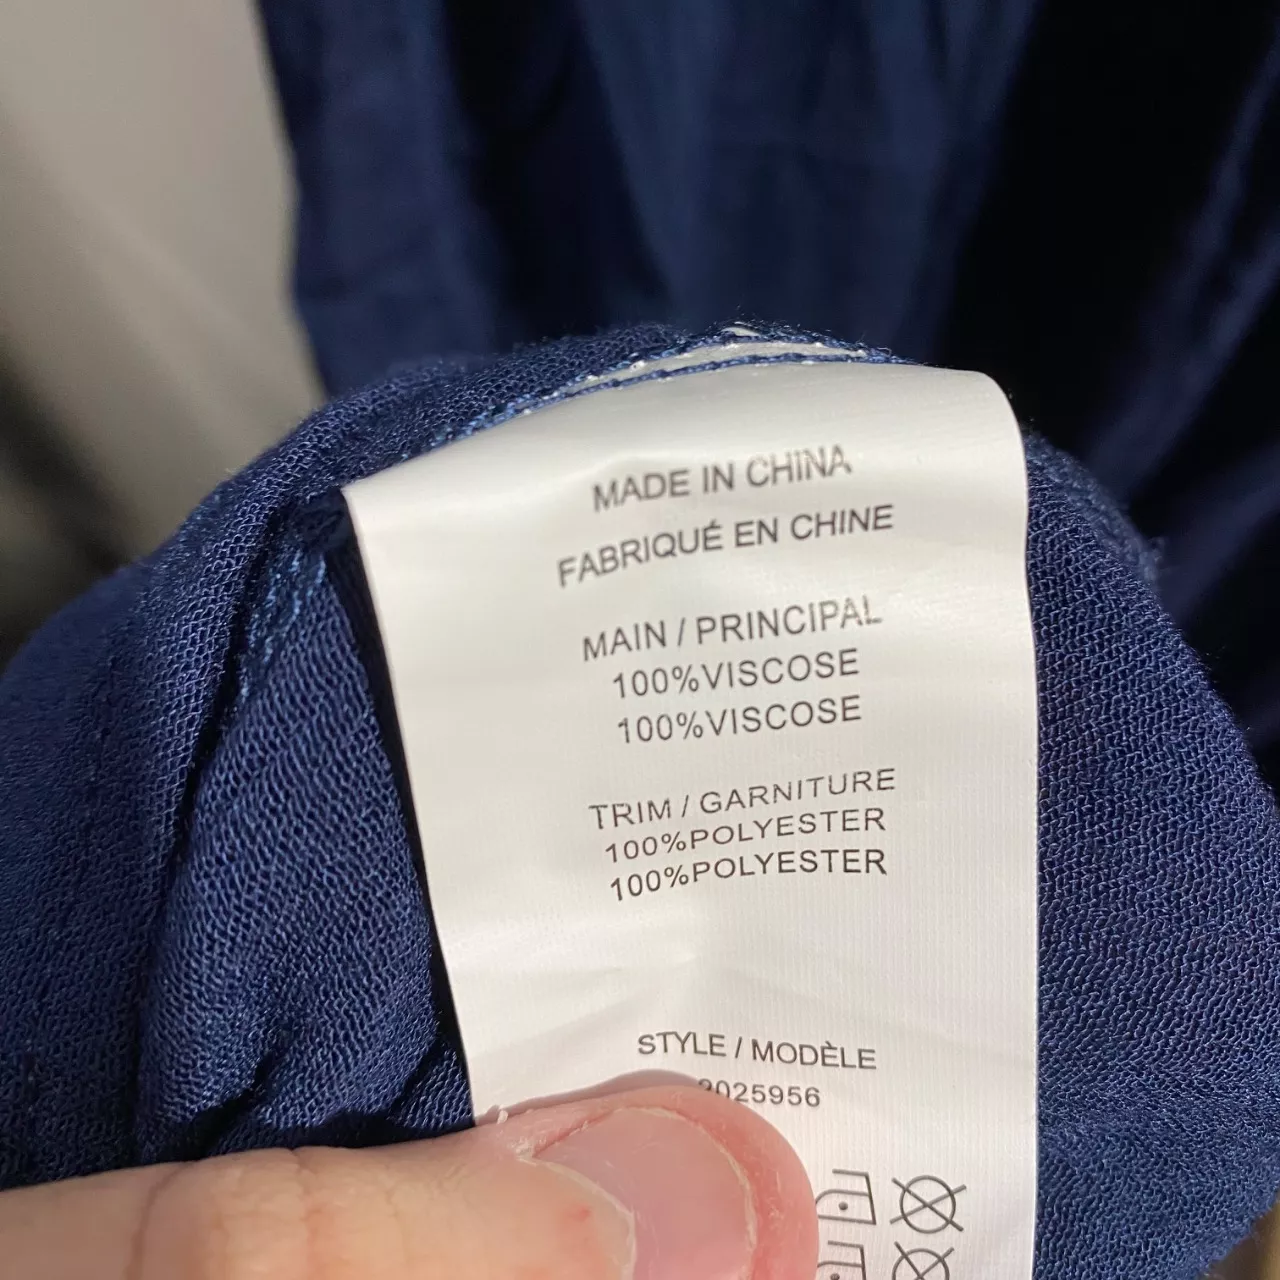 MADE IN CHINA
FABRIQUÉ EN CHINE
MAIN / PRINCIPAL
100%VISCOSE
100%VISCOSE
TRIM / GARNITURE
100%POLYESTER
100%POLYESTER
STYLE / MODÈLE